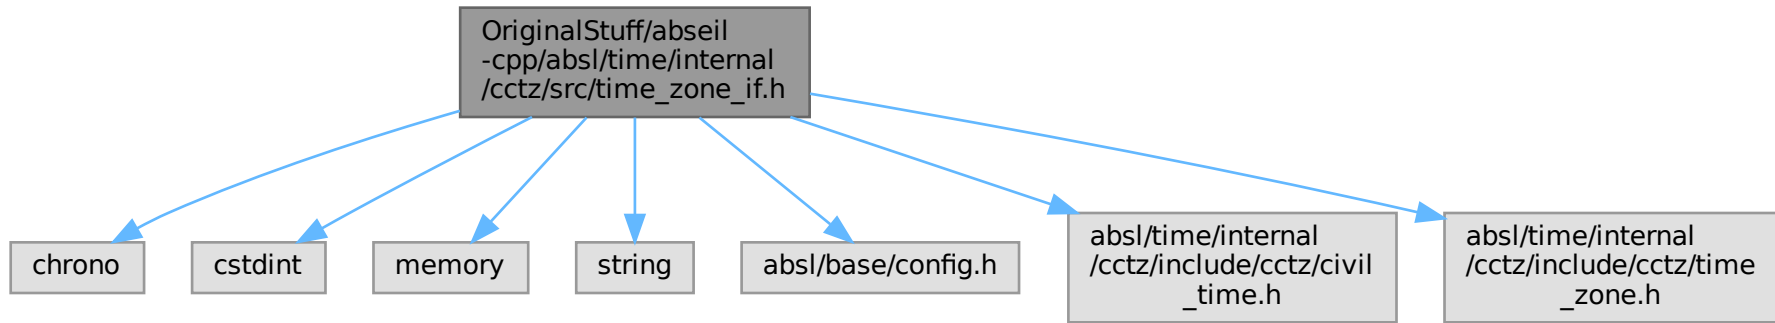 OriginalStuff/abseil
-cpp/absl/time/internal
/cctz/src/time_zone_if.h
chrono
cstdint
memory
string
absl/base/config.h
absl/time/internal
/cctz/include/cctz/civil
_time.h
absl/time/internal
/cctz/include/cctz/time
_zone.h